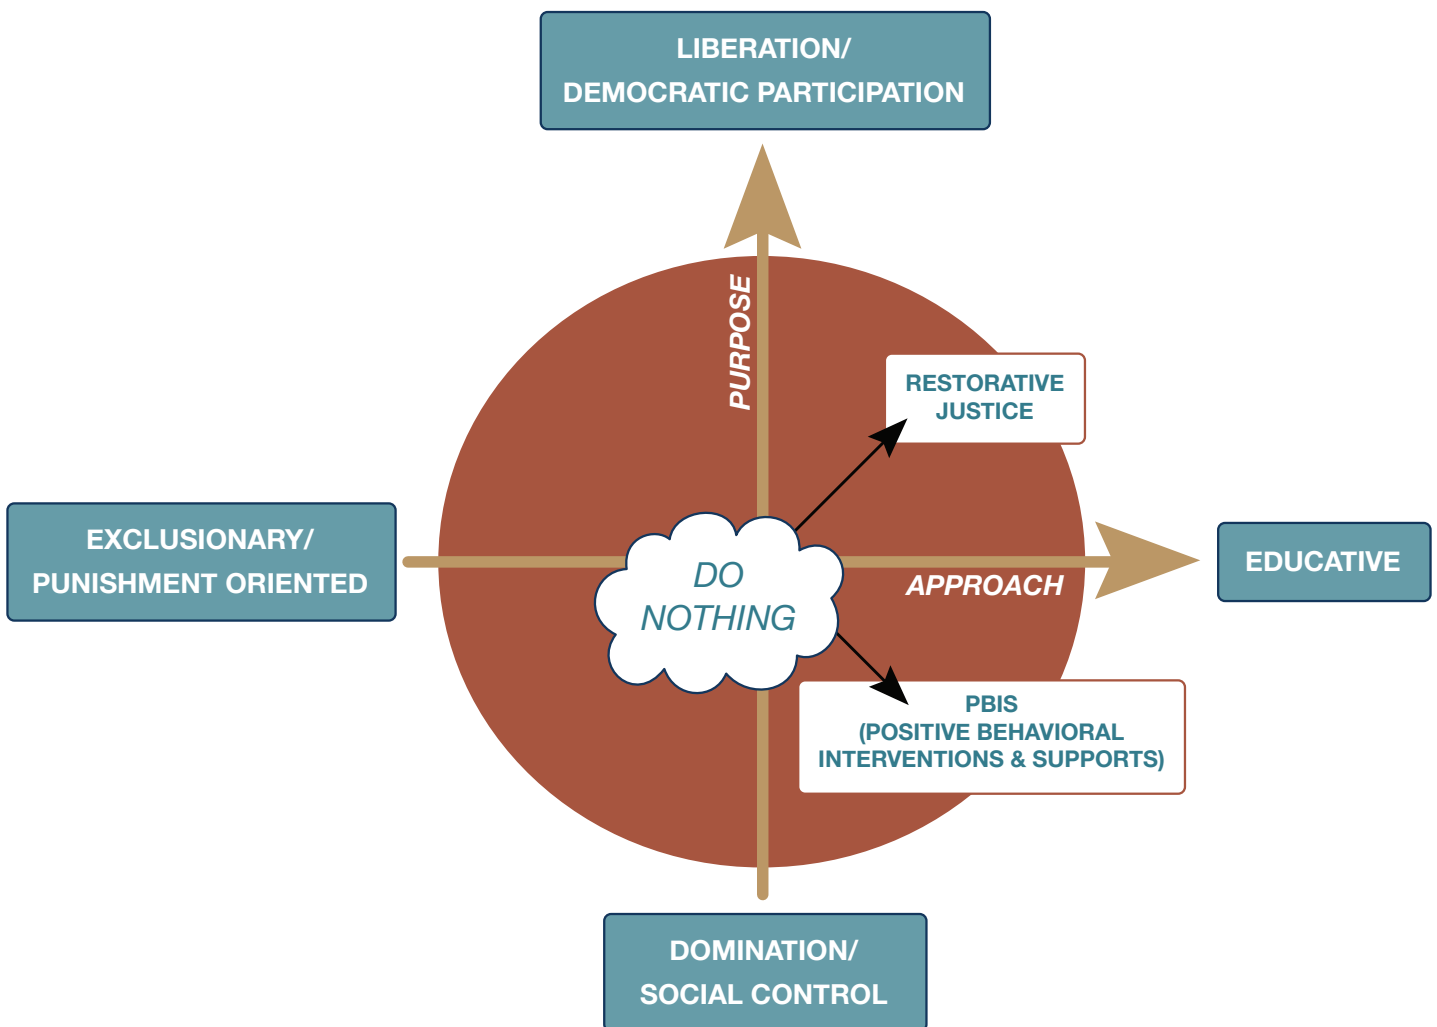 LIBERATION/
DEMOCRATIC PARTICIPATION
PURPOSE
RESTORATIVE
JUSTICE
EXCLUSIONARY/
PUNISHMENT ORIENTED
DO
NOTHING
APPROACH
EDUCATIVE
PBIS
(POSITIVE BEHAVIORAL
INTERVENTIONS & SUPPORTS)
DOMINATION/
SOCIAL CONTROL